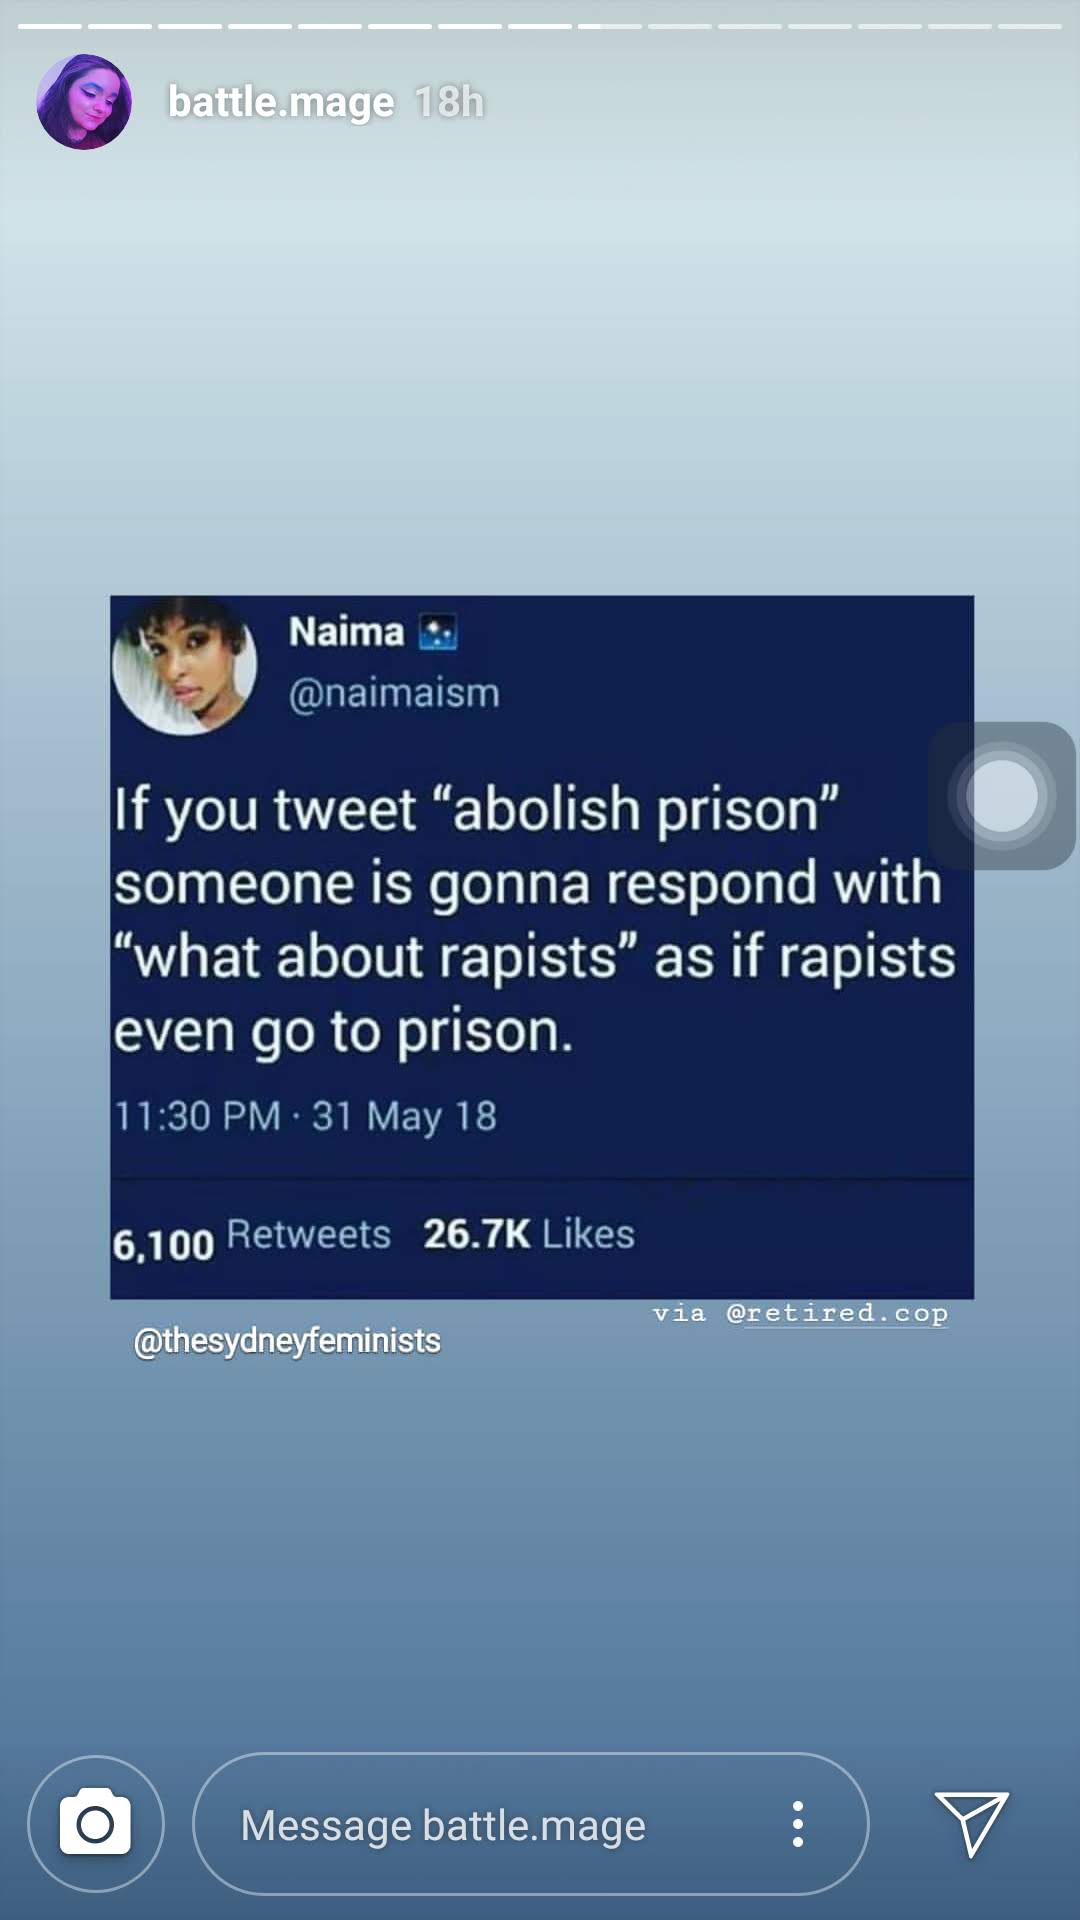 battle.mage 18h
Naima
@naimaism
If you tweet “abolish prison”
someone is gonna respond with
“what about rapists” as if rapists
even go to prison.
11:30 PM · 31 May 18
6,100 Retweets 26.7K Likes
via @retired.cop
@thesydneyfeminists
Message battle.mage